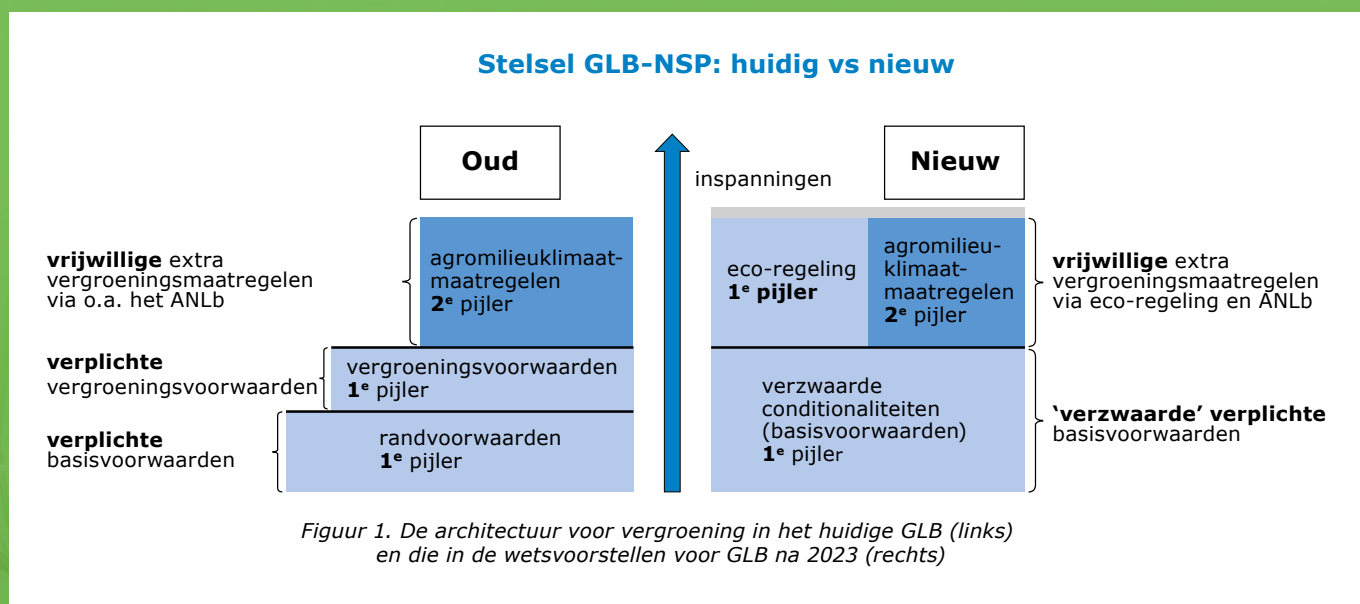 Stelsel GLB-NSP: huidig vs nieuw
Oud
inspanningen
Nieuw
vrijwillige extra
vergroeningsmaatregelen
via o.a. het ANLb
agromilieuklimaat-
maatregelen
2e pijler
verplichte
vergroeningsvoorwaarden
vergroeningsvoorwaarden
1e pijler
verplichte
basisvoorwaarden
randvoorwaarden
1e pijler
eco-regeling
1e pijler
agromilieu-
klimaat-
maatregelen
2e pijler
vrijwillige extra
vergroeningsmaatregelen
via eco-regeling en ANLb
verzwaarde
conditionaliteiten
(basisvoorwaarden)
1e pijler
‘verzwaarde’ verplichte
basisvoorwaarden
Figuur 1. De architectuur voor vergroening in het huidige GLB (links)
en die in de wetsvoorstellen voor GLB na 2023 (rechts)